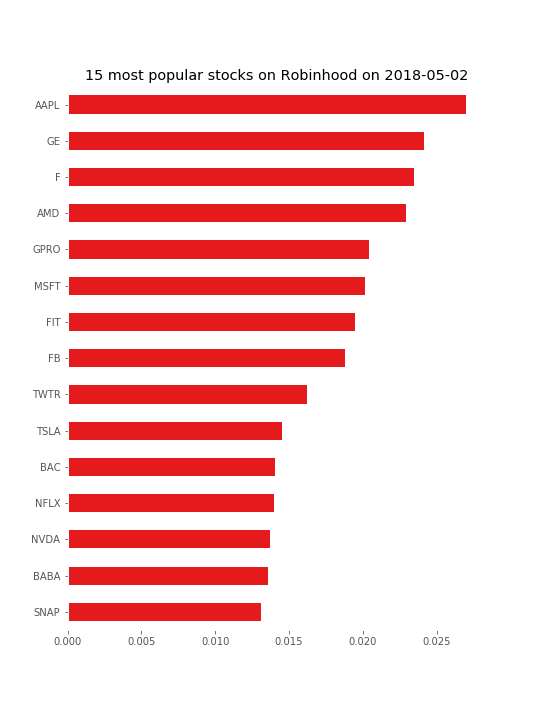 15 most popular stocks on Robinhood on 2018-05-02
AAPL
GE
F
AMD
GPRO
MSFT
FIT
FB
TWTR
TSLA
BAC
NFLX
NVDA
BABA
SNAP
0.000 0.005 0.010 0.015 0.020 0.025